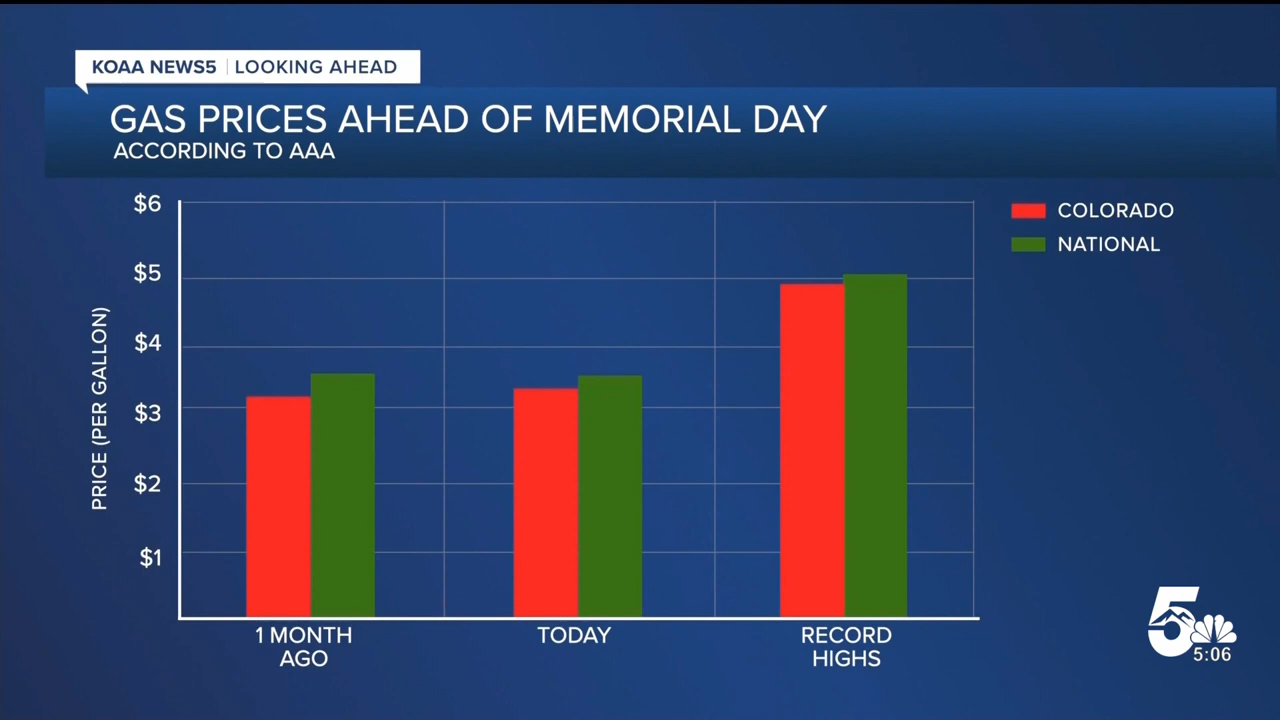 KOAA NEWS5 | LOOKING AHEAD
GAS PRICES AHEAD OF MEMORIAL DAY
ACCORDING TO AAA
$6
$5
$4
$3
$2
$1
PRICE (PER GALLON)
COLORADO
NATIONAL
1 MONTH
AGO
TODAY
RECORD
HIGHS
5
5:06